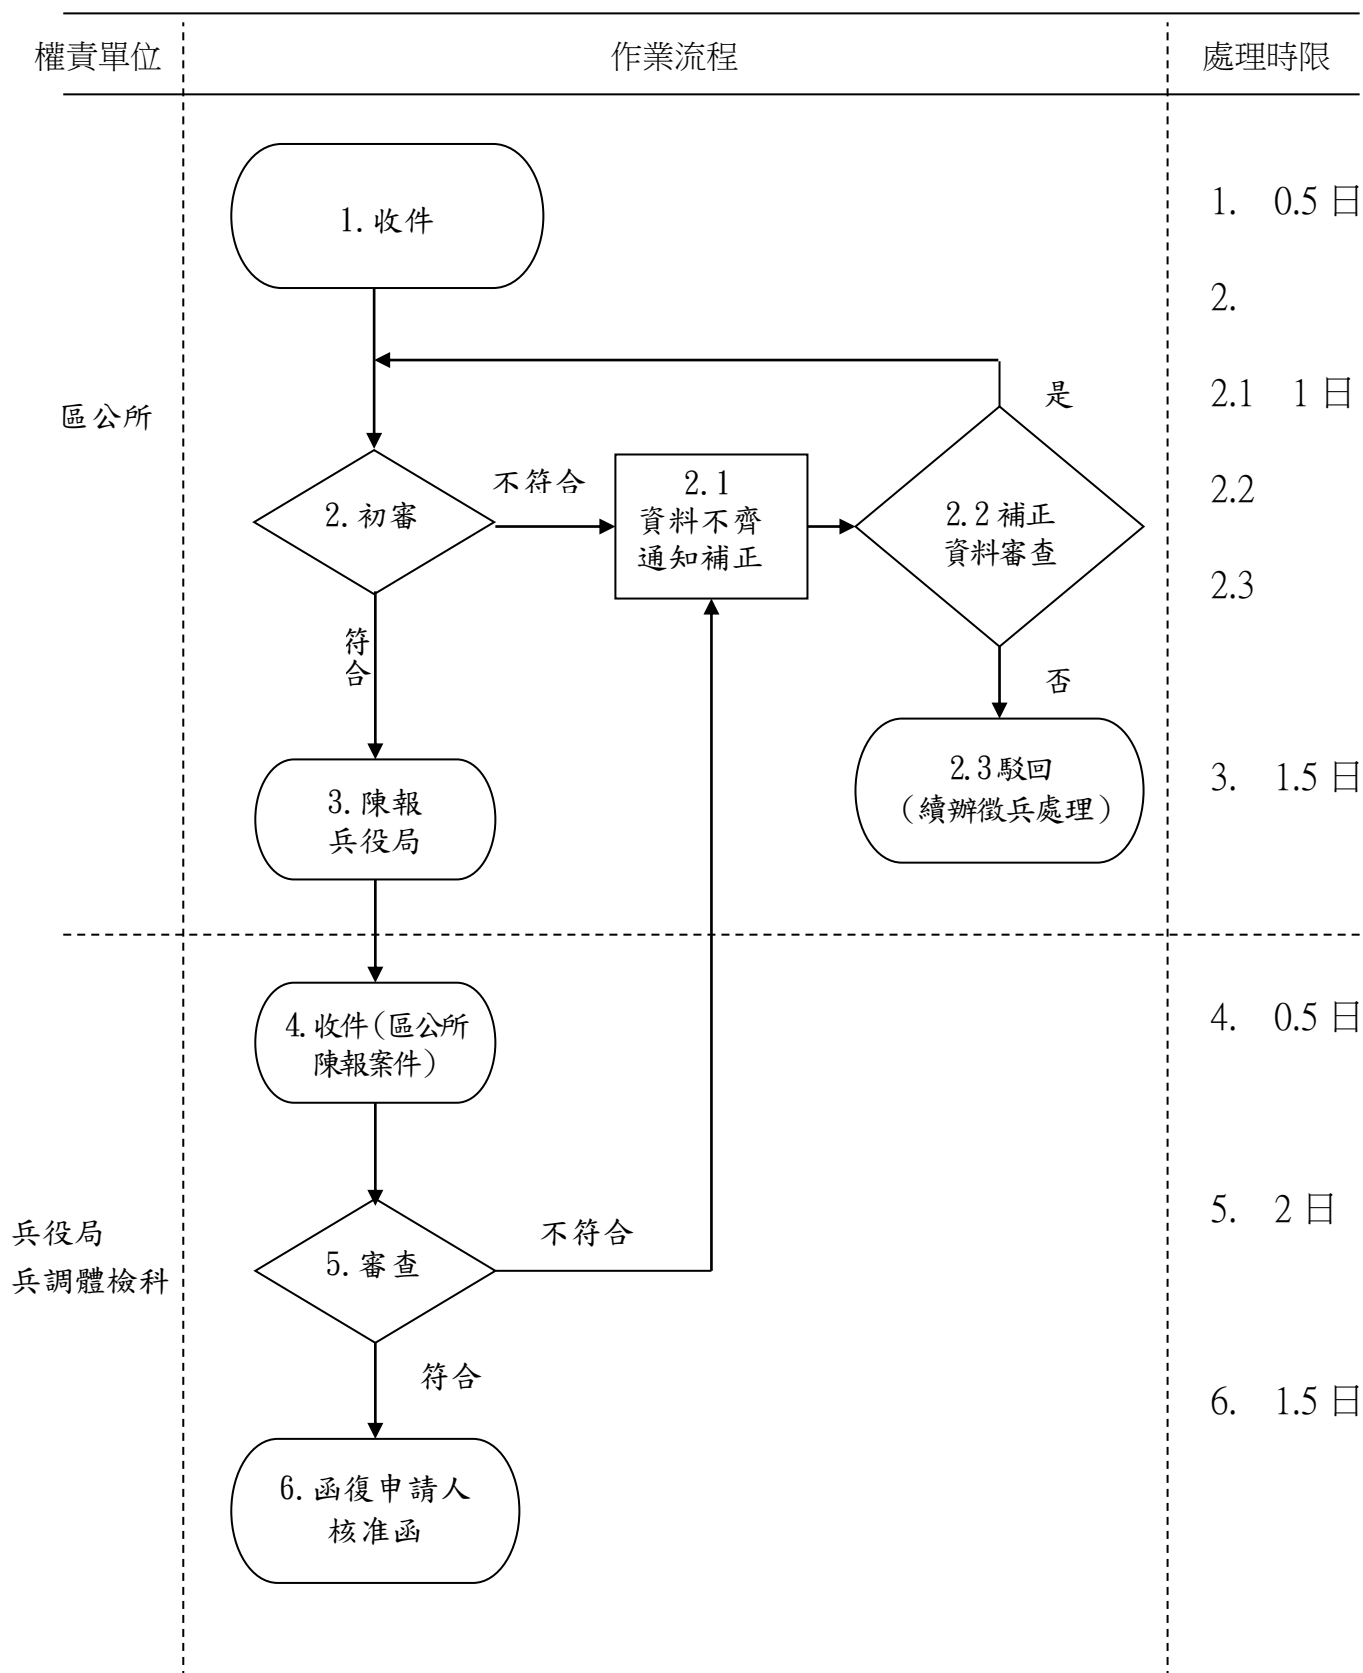 權責單位
作業流程
處理時限
1.收件
1. 0.5 日
2.
是
2.1 1 日
區公所
不符合
2.初審
2.1
資料不齊
通知補正
2.2補正
資料審查
2.2
2.3
符
合
否
3.陳報
兵役局
2.3駁回
(續辦徵兵處理)
3. 1.5 日
4.收件(區公所
陳報案件)
4. 0.5 日
兵役局
兵調體檢科
5.審查
不符合
5. 2 日
符合
6. 1.5 日
6.函復申請人
核准函